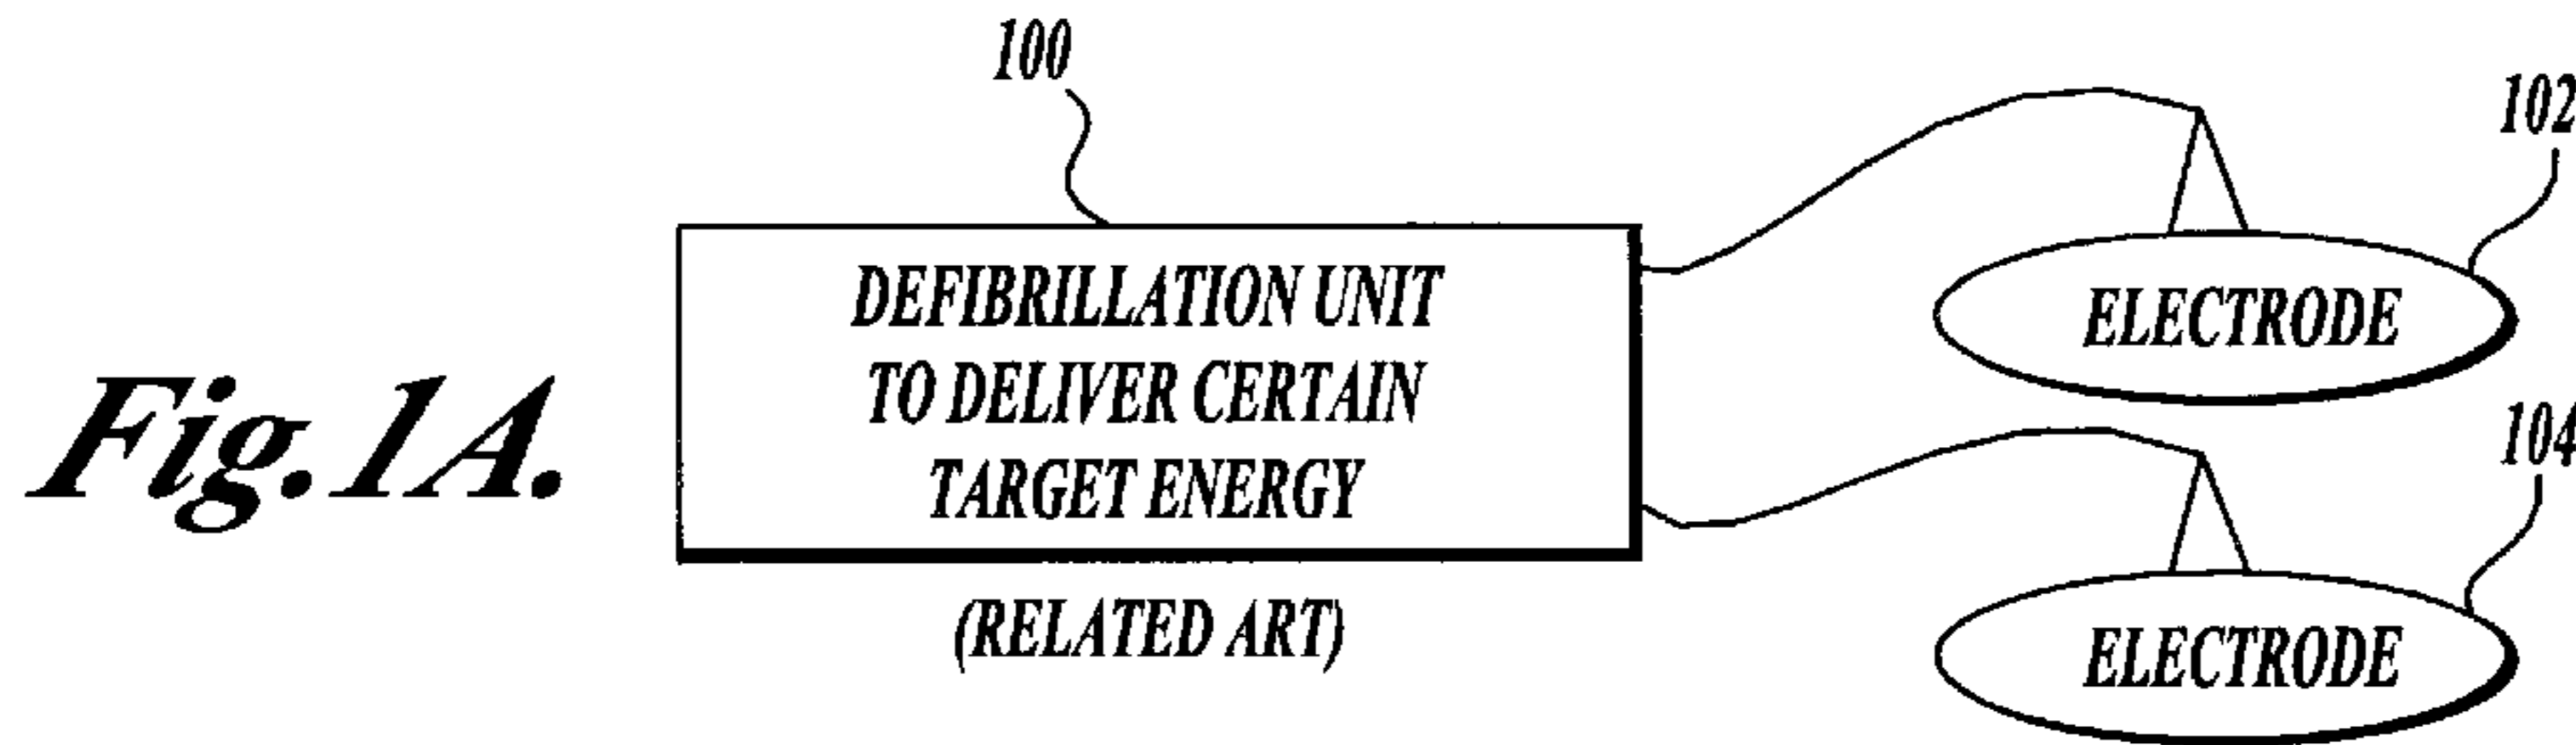 100
102
DEFIBRILLATION UNIT
TO DELIVER CERTAIN
TARGET ENERGY
ELECTRODE
Fig.1A.
104
(RELATED ART)
ELECTRODE